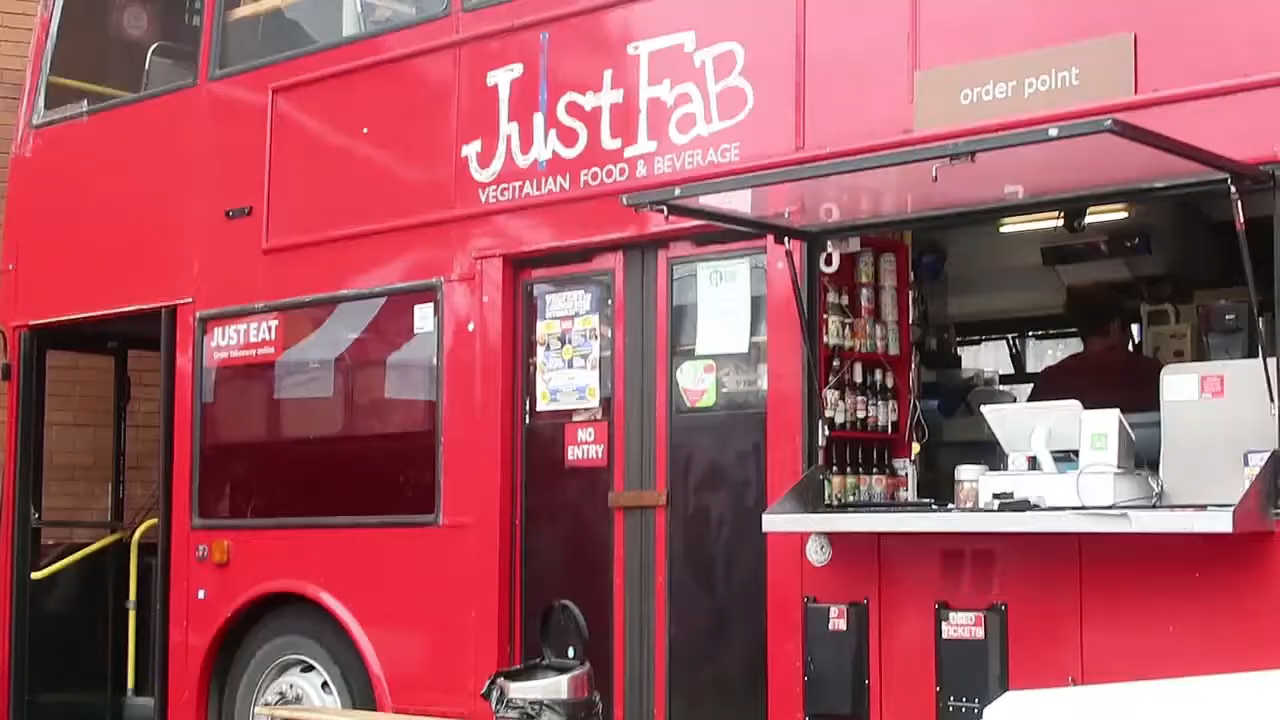 JustFaB
VEGITALIAN FOOD & BEVERAGE
order point
JUST EAT
Order takeaway online
NO
ENTRY
USED
TICKETS